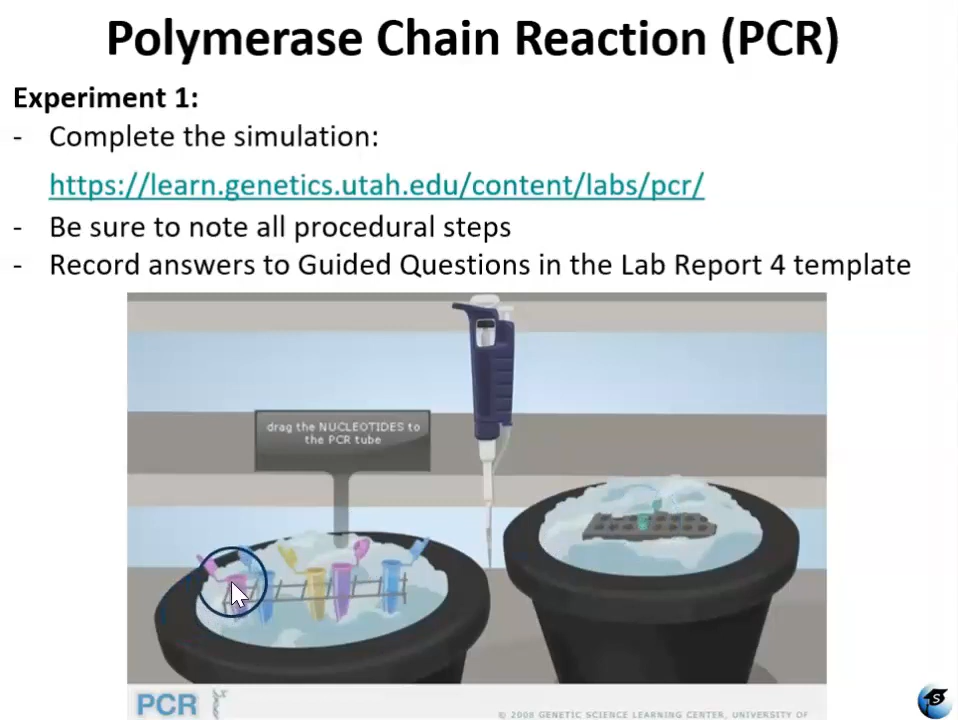 Polymerase Chain Reaction (PCR)
Experiment 1:
- Complete the simulation:
https://learn.genetics.utah.edu/content/labs/pcr/
- Be sure to note all procedural steps
- Record answers to Guided Questions in the Lab Report 4 template
drag the NUCLEOTIDES to
the PCR tube
PCR
© 2008 GENETIC SCIENCE LEARNING CENTER, UNIVERSITY OF
S